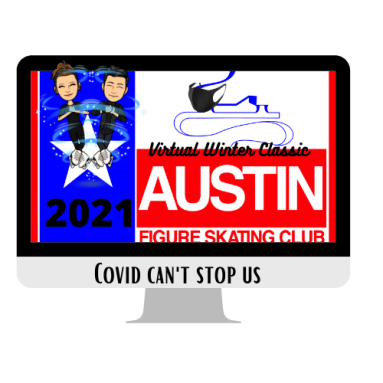 Virtual Winter Classic
AUSTIN
2021
FIGURE SKATING CLUB
COVID CAN'T STOP US